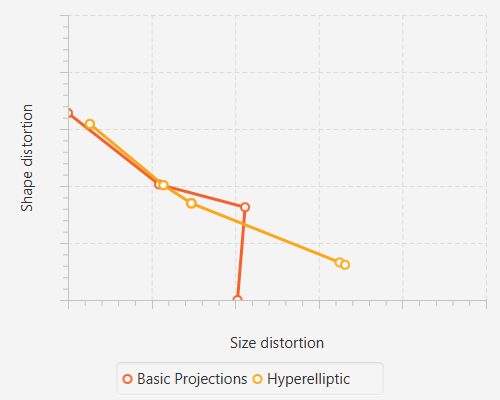 Shape distortion
Size distortion
Basic Projections
Hyperelliptic